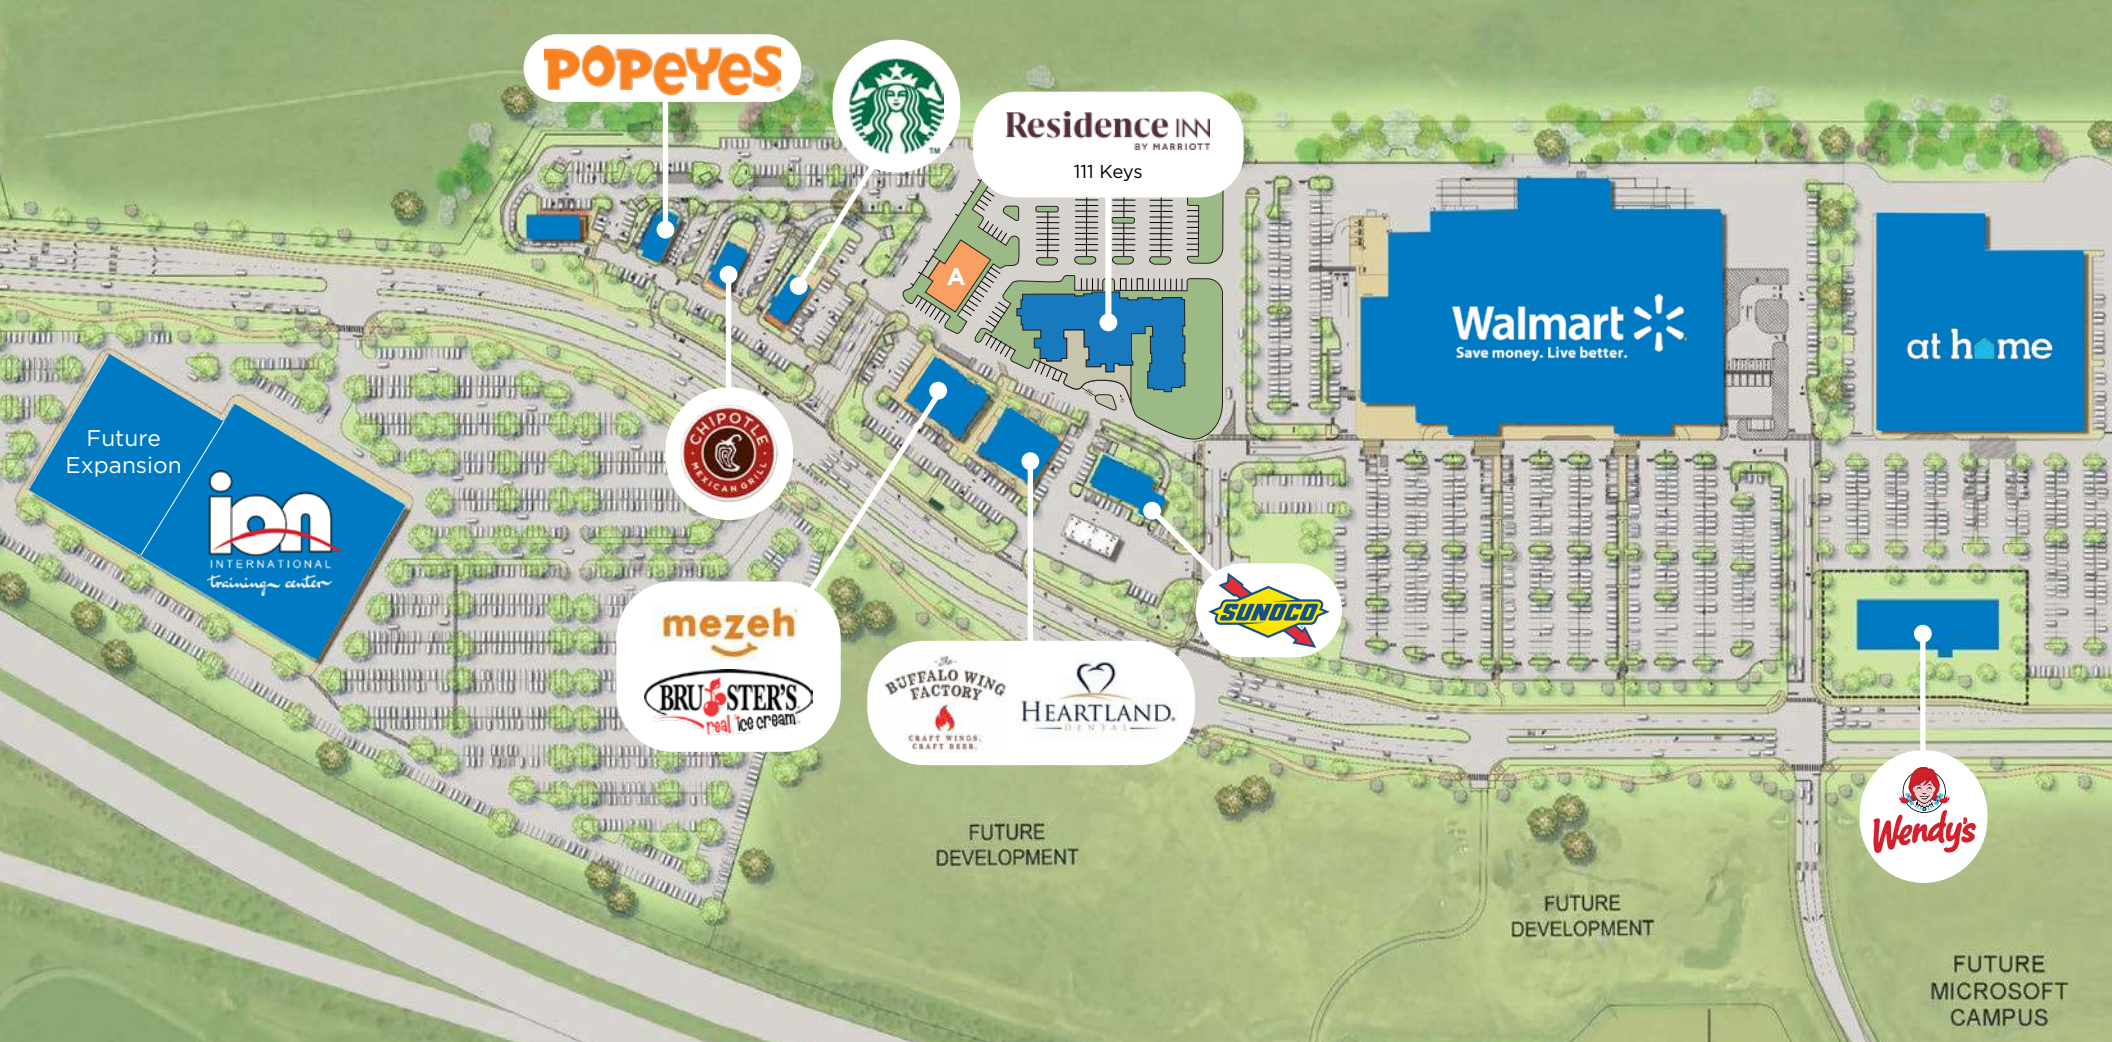 POPEYES
TM
Residence INN
BY MARRIOTT
111 Keys
A
Walmart
Save money. Live better.
at home
Future
Expansion
ion
INTERNATIONAL
training center
CHIPOTLE
MEXICAN GRILL
PARKWAY
mezeh
BRUSTER'S
real ice cream
The
BUFFALO WING
FACTORY
CRAFT WINGS.
CRAFT BEER.
HEARTLAND
DENTAL
SUNOCO
Wendy's
FUTURE
DEVELOPMENT
FUTURE
DEVELOPMENT
FUTURE
MICROSOFT
CAMPUS